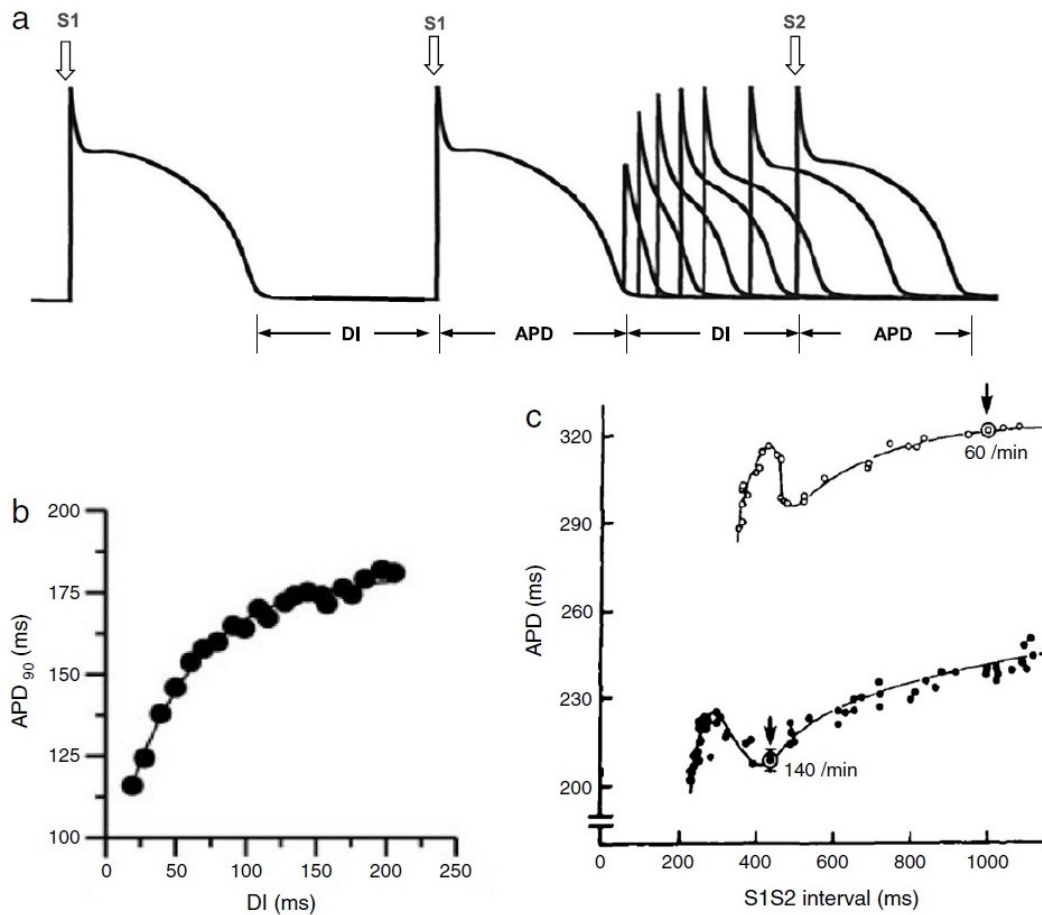 a
S1 S1 S2
DI APD DI APD
b
APD 90 (ms)
200
175
150
125
100
0 50 100 150 200 250
DI (ms)
c
APD (ms)
320
290
260
230
200
60 /min
140 /min
0 200 400 600 800 1000
S1S2 interval (ms)